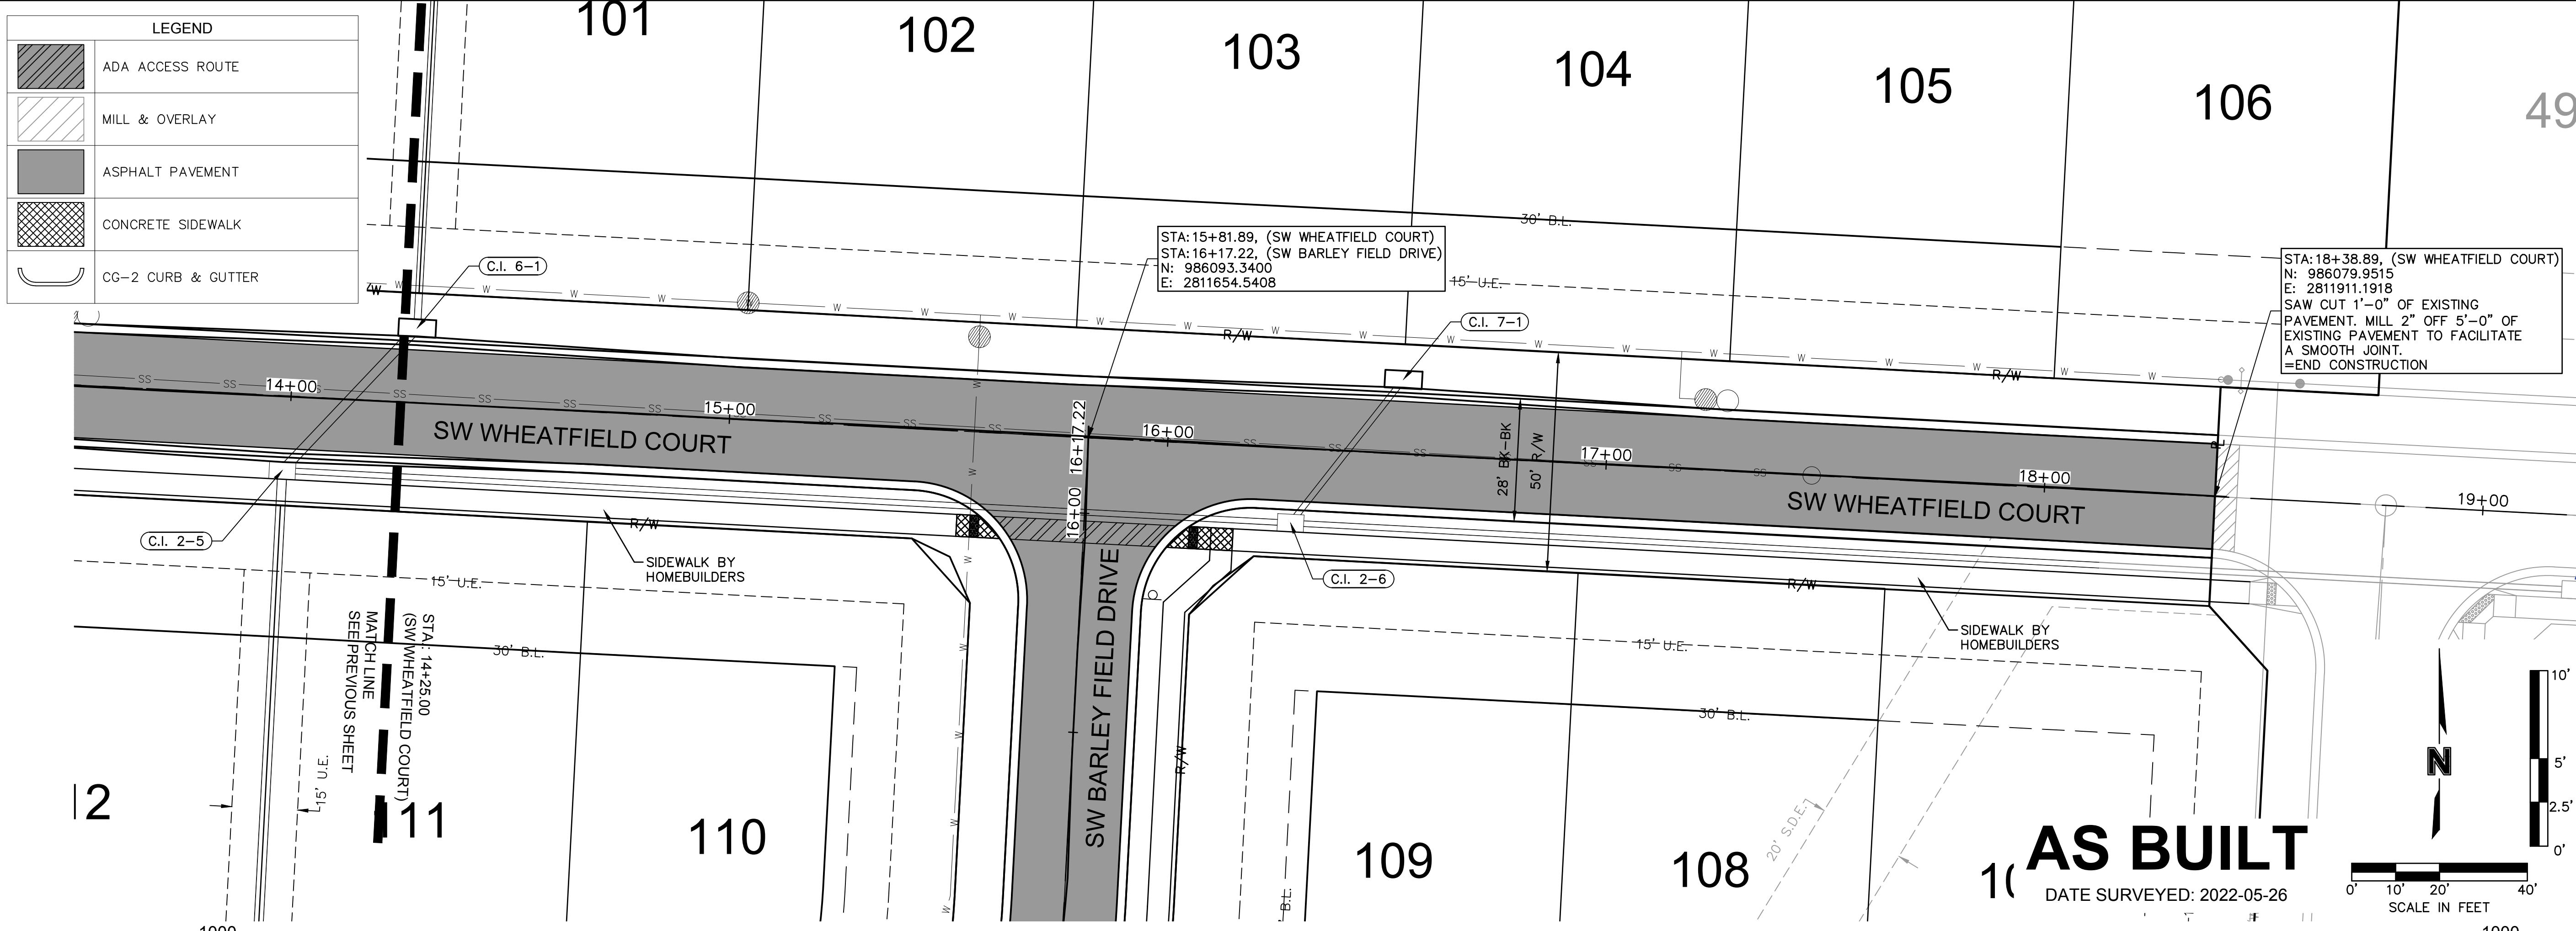 LEGEND
ADA ACCESS ROUTE
MILL & OVERLAY
ASPHALT PAVEMENT
CONCRETE SIDEWALK
CG-2 CURB & GUTTER
101
102
103
104
105
106
49
30' B.L.
15' U.E.
STA:15+81.89, (SW WHEATFIELD COURT)
STA:16+17.22, (SW BARLEY FIELD DRIVE)
N: 986093.3400
E: 2811654.5408
STA:18+38.89, (SW WHEATFIELD COURT)
N: 986079.9515
E: 2811911.1918
SAW CUT 1'-0" OF EXISTING
PAVEMENT. MILL 2" OFF 5'-0" OF
EXISTING PAVEMENT TO FACILITATE
A SMOOTH JOINT.
=END CONSTRUCTION
C.I. 6-1
C.I. 7-1
R/W
R/W
14+00
15+00
16+00
17+00
18+00
19+00
SW WHEATFIELD COURT
SW WHEATFIELD COURT
16+00
16+17.22
28' BK-BK
50' R/W
C.I. 2-5
C.I. 2-6
R/W
R/W
SIDEWALK BY
HOMEBUILDERS
SIDEWALK BY
HOMEBUILDERS
15' U.E.
30' B.L.
15' U.E.
30' B.L.
STA: 14+25.00
(SW WHEATFIELD COURT)
MATCH LINE
SEE PREVIOUS SHEET
15' U.E.
SW BARLEY FIELD DRIVE
R/W
B.L.
20' S.D.E.
12
11
110
109
108
10
N
10'
5'
2.5'
0'
AS BUILT
DATE SURVEYED: 2022-05-26
0' 10' 20' 40'
SCALE IN FEET
1000
1000